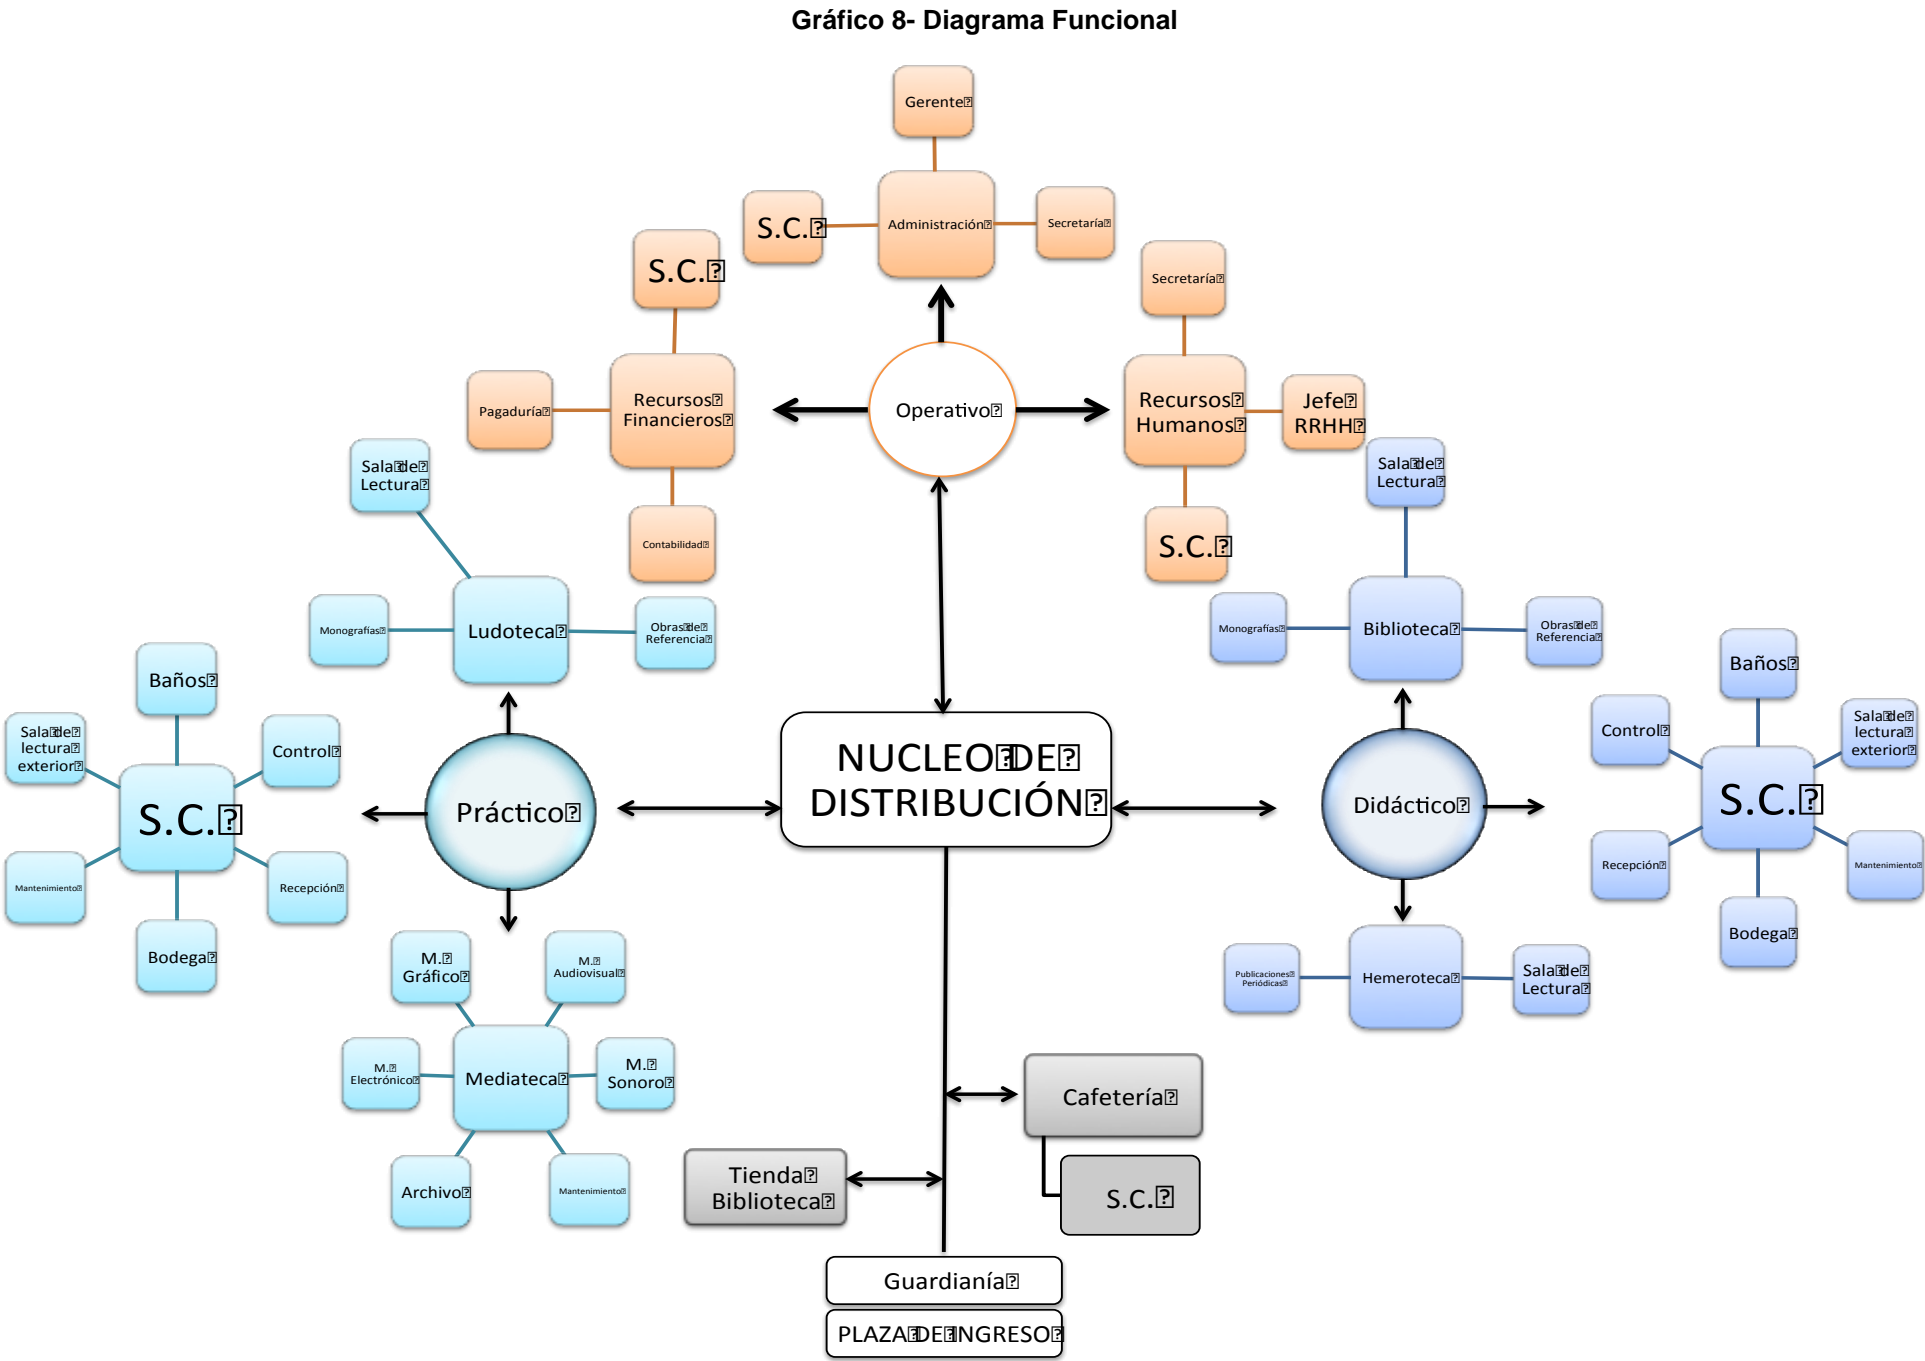 Gráfico 8- Diagrama Funcional
Gerente
S.C.
Administración
Secretaría
S.C.
Secretaría
Pagaduría
Recursos
Financieros
Operativo
Recursos
Humanos
Jefe
RRHH
Contabilidad
S.C.
Sala de
Lectura
Monografías
Ludoteca
Obras de
Referencia
Sala de
Lectura
Monografías
Biblioteca
Obras de
Referencia
Baños
Sala de
lectura
exterior
Control
S.C.
Mantenimiento
Recepción
Bodega
Práctico
NUCLEO DE
DISTRIBUCIÓN
Didáctico
Baños
Control
Sala de
lectura
exterior
S.C.
Recepción
Mantenimiento
Bodega
M.
Gráfico
M.
Audiovisual
M.
Electrónico
Mediateca
M.
Sonoro
Archivo
Mantenimiento
Publicaciones
Periódicas
Hemeroteca
Sala de
Lectura
Cafetería
S.C.
Tienda
Biblioteca
Guardianía
PLAZA DE INGRESO